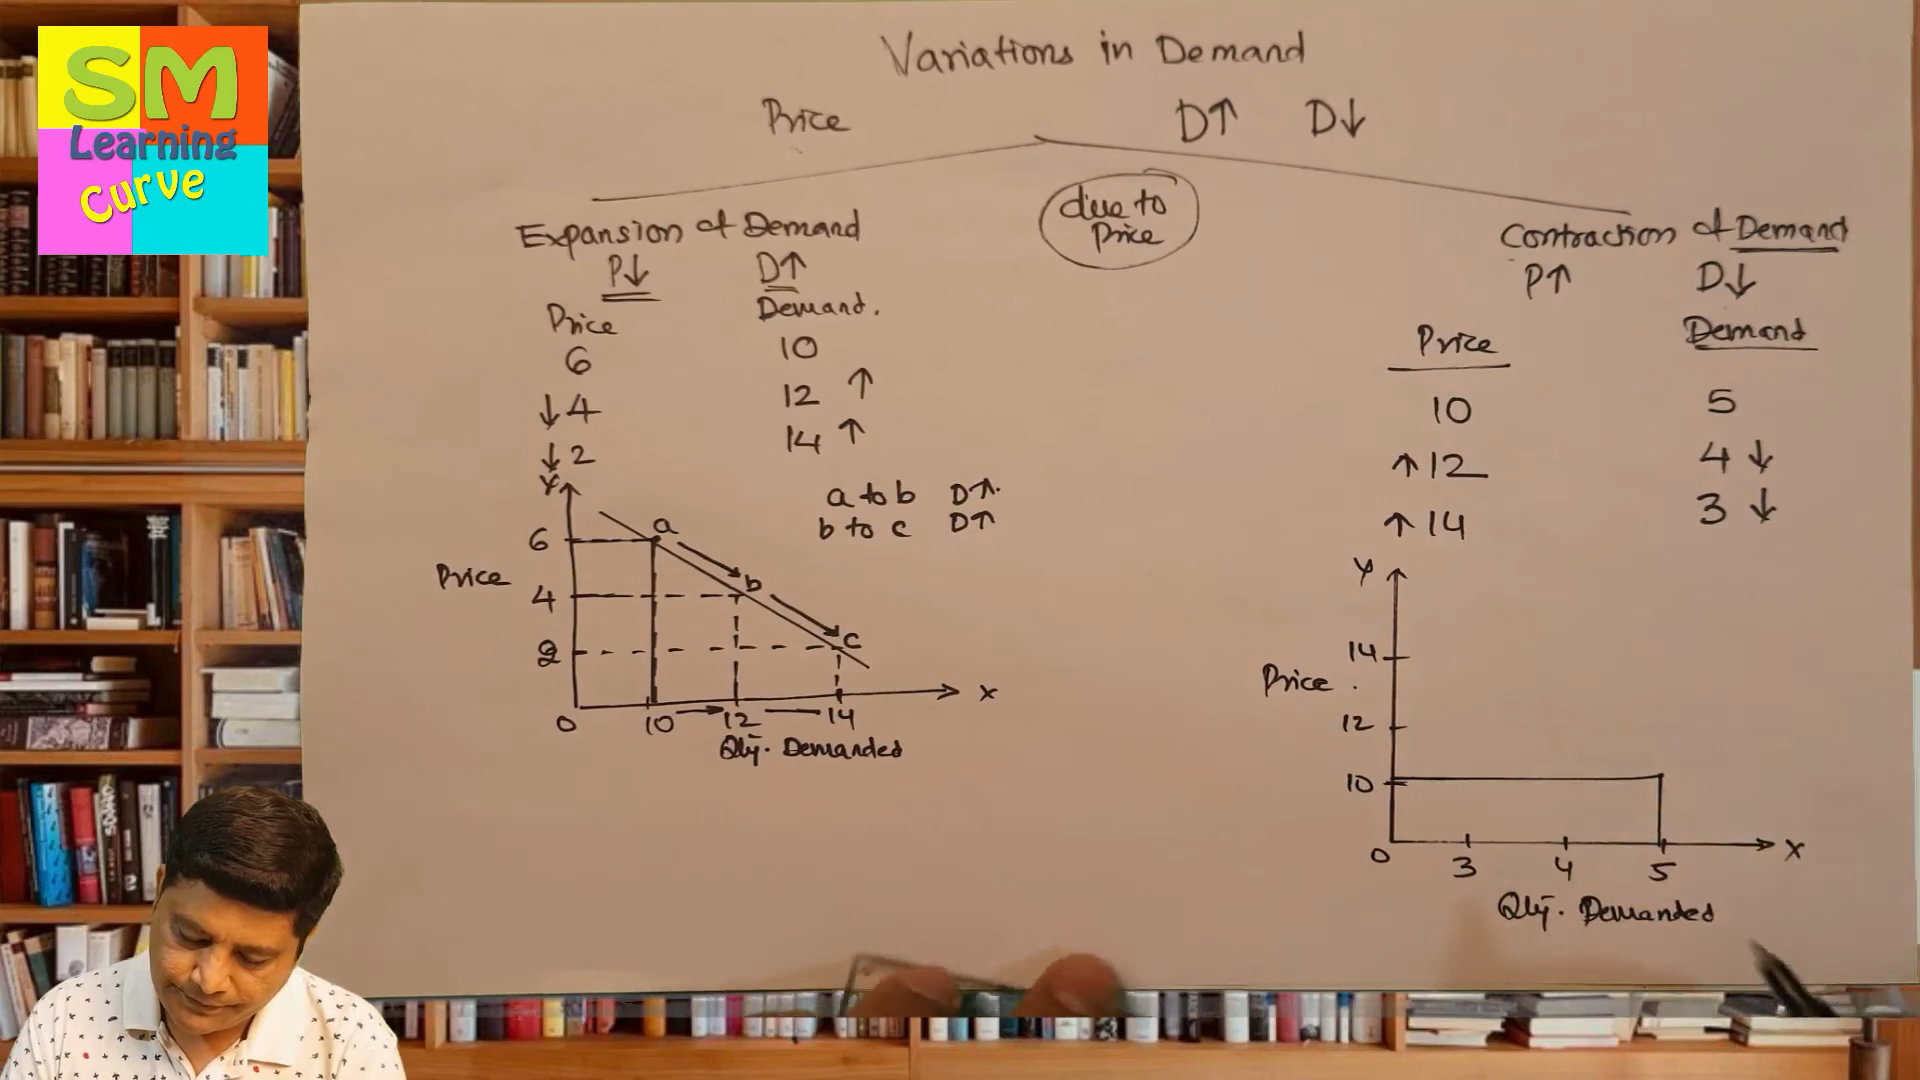 SM
Learning
Curve
Variations in Demand
Price D↑ D↓
due to
Price
Expansion of Demand
P↓ D↑
Price Demand.
6 10
↓4 12 ↑
↓2 14 ↑
a to b D↑.
b to c D↑
Y
6 a
Price
4 b
2 c
0 10 12 14 X
Qty. Demanded
Contraction of Demand
P↑ D↓
Price Demand
10 5
↑12 4 ↓
↑14 3 ↓
Y
14
Price .
12
10
0 3 4 5 X
Qty. Demanded